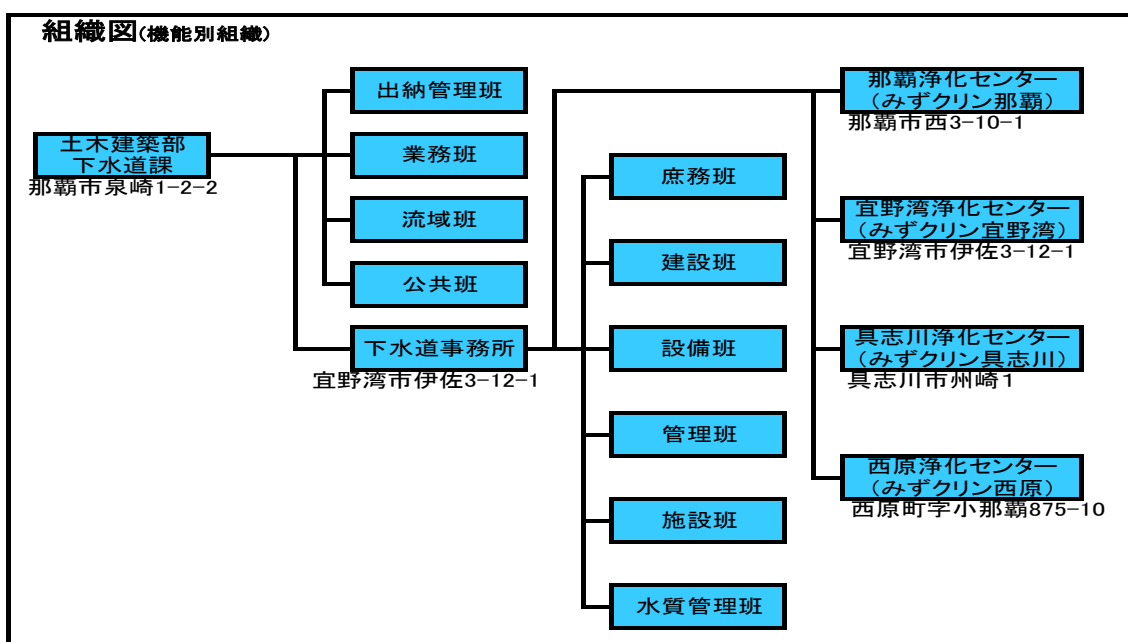 組織図(機能別組織)
土木建築部
下水道課
那覇市泉崎1-2-2
出納管理班
業務班
流域班
公共班
下水道事務所
宜野湾市伊佐3-12-1
庶務班
建設班
設備班
管理班
施設班
水質管理班
那覇浄化センター
(みずクリン那覇)
那覇市西3-10-1
宜野湾浄化センター
(みずクリン宜野湾)
宜野湾市伊佐3-12-1
具志川浄化センター
(みずクリン具志川)
具志川市州崎1
西原浄化センター
(みずクリン西原)
西原町字小那覇875-10